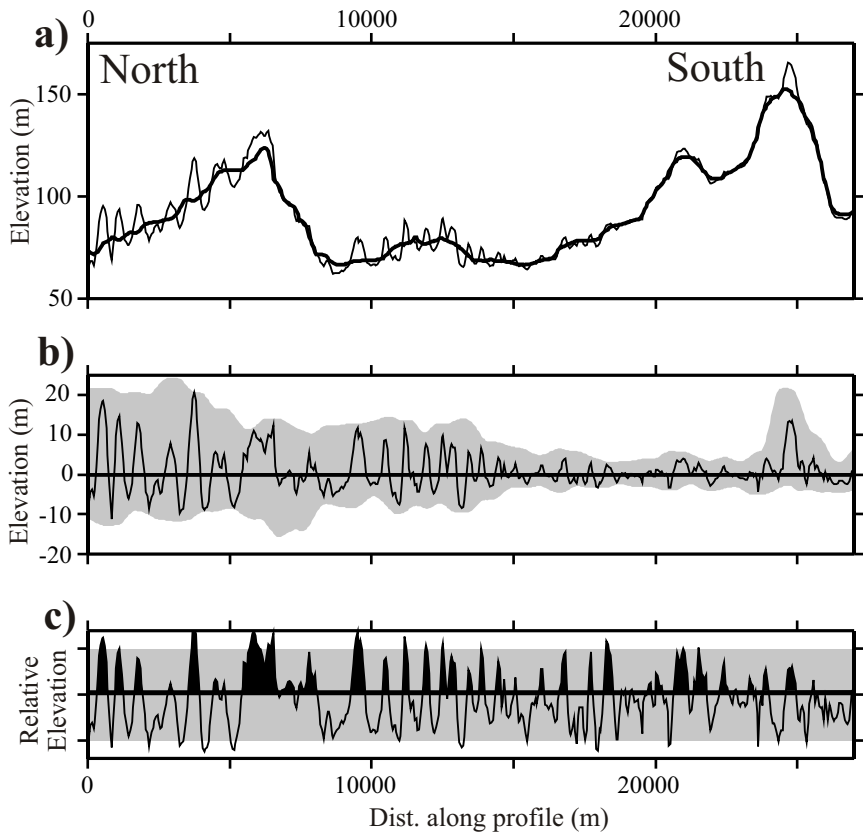 0 10000 20000
a)
North South
150
100
50
Elevation (m)
b)
20
10
0
-10
-20
Elevation (m)
c)
Relative
Elevation
0 10000 20000
Dist. along profile (m)